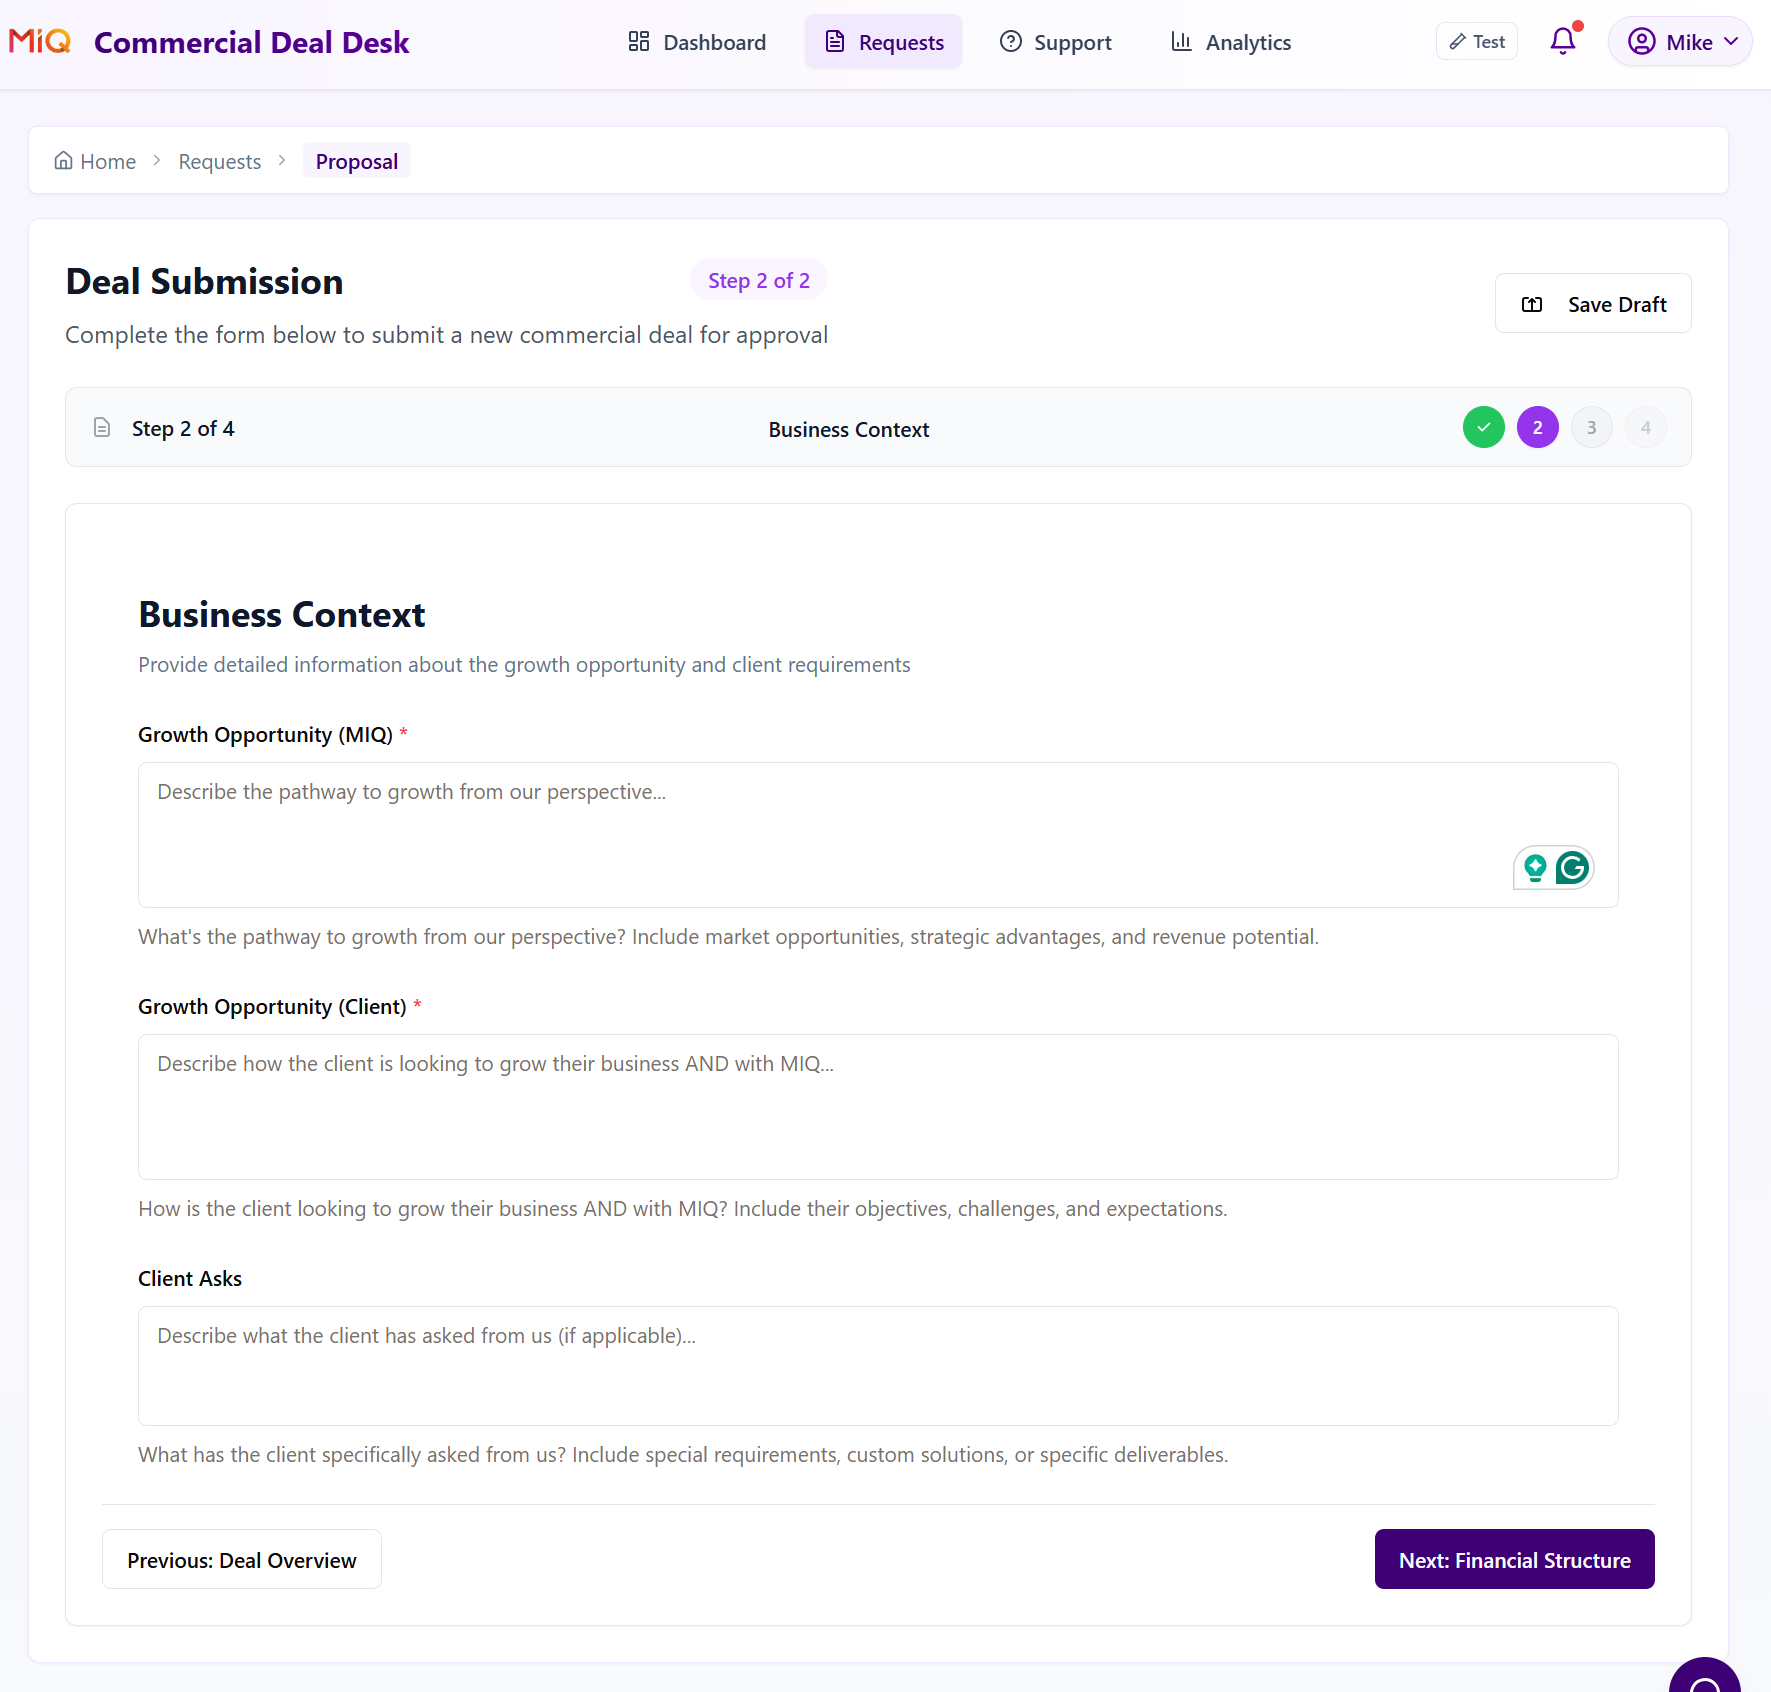 MiQ Commercial Deal Desk Dashboard Requests Support Analytics Test Mike
Home Requests Proposal
Deal Submission Step 2 of 2
Save Draft
Complete the form below to submit a new commercial deal for approval
Step 2 of 4 Business Context 2 3 4
Business Context
Provide detailed information about the growth opportunity and client requirements
Growth Opportunity (MIQ) *
Describe the pathway to growth from our perspective...
What's the pathway to growth from our perspective? Include market opportunities, strategic advantages, and revenue potential.
Growth Opportunity (Client) *
Describe how the client is looking to grow their business AND with MIQ...
How is the client looking to grow their business AND with MIQ? Include their objectives, challenges, and expectations.
Client Asks
Describe what the client has asked from us (if applicable)...
What has the client specifically asked from us? Include special requirements, custom solutions, or specific deliverables.
Previous: Deal Overview Next: Financial Structure